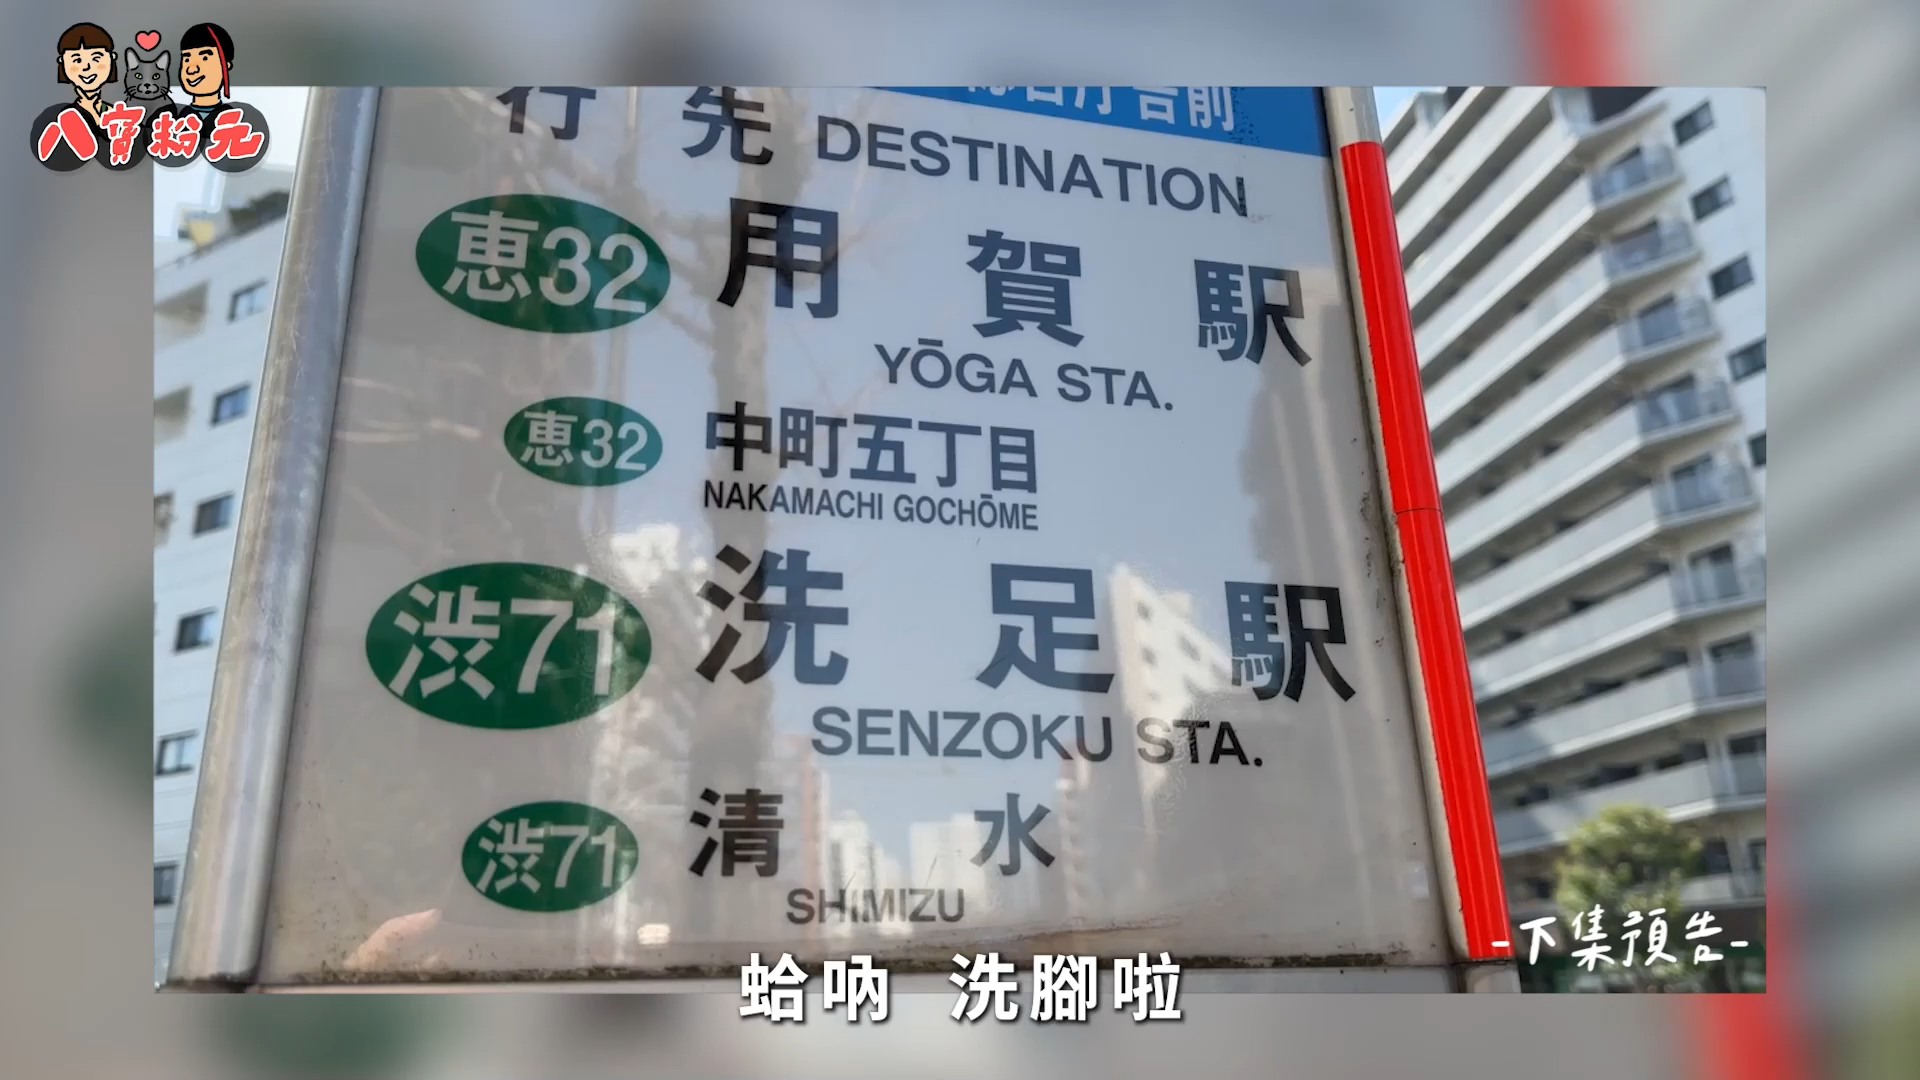 八寶粉元
行先 DESTINATION
恵32 用賀駅
YŌGA STA.
恵32 中町五丁目
NAKAMACHI GOCHŌME
渋71 洗足駅
SENZOKU STA.
渋71 清水
SHIMIZU
-下集預告-
蛤吶 洗腳啦